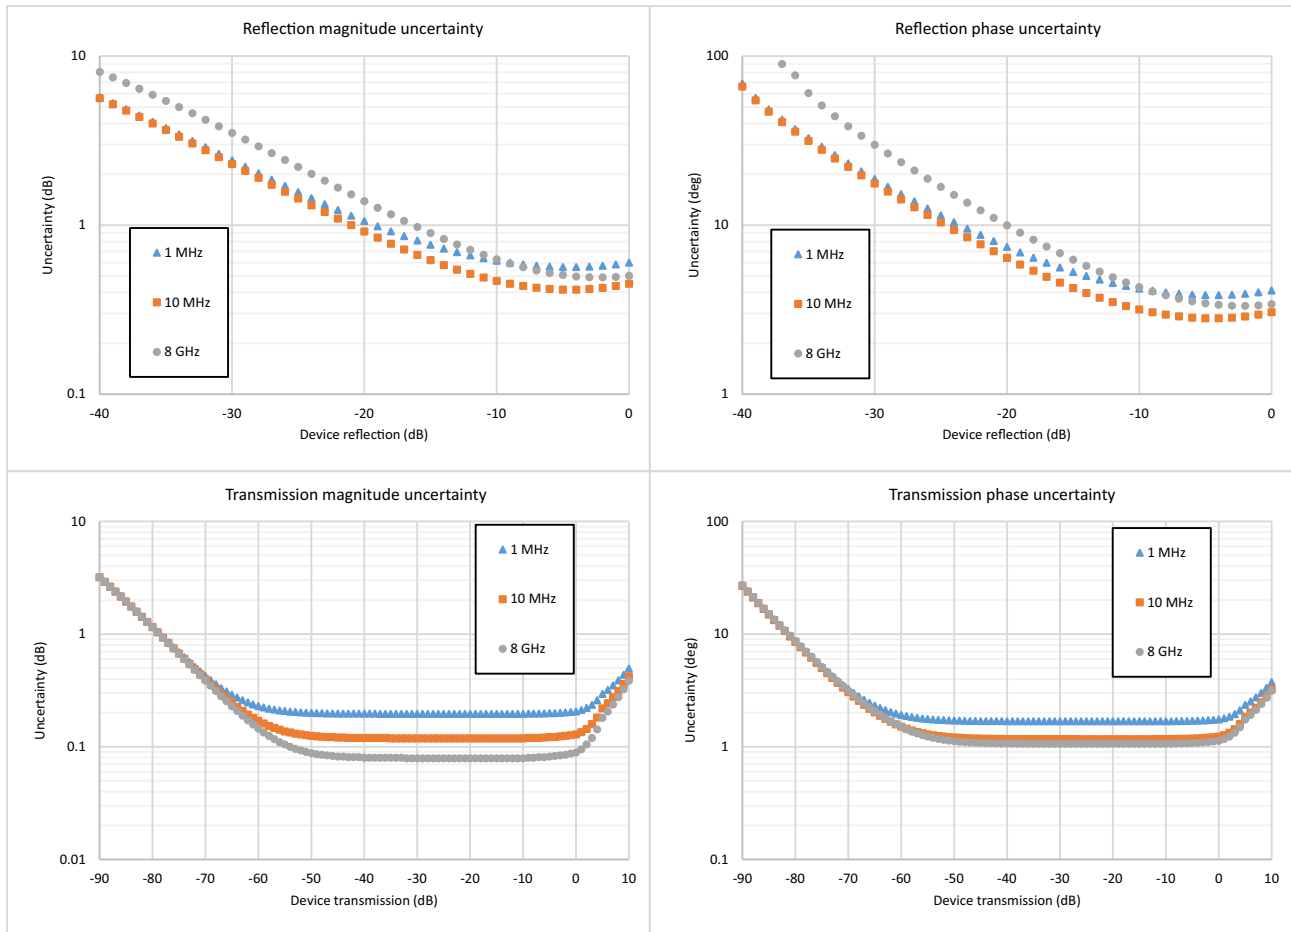 Reflection magnitude uncertainty
10
1
0.1
Uncertainty (dB)
1 MHz
10 MHz
8 GHz
-40
-30
-20
-10
0
Device reflection (dB)
Reflection phase uncertainty
100
10
1
Uncertainty (deg)
1 MHz
10 MHz
8 GHz
-40
-30
-20
-10
0
Device reflection (dB)
Transmission magnitude uncertainty
10
1
0.1
0.01
Uncertainty (dB)
1 MHz
10 MHz
8 GHz
-90
-80
-70
-60
-50
-40
-30
-20
-10
0
10
Device transmission (dB)
Transmission phase uncertainty
100
10
1
0.1
Uncertainty (deg)
1 MHz
10 MHz
8 GHz
-90
-80
-70
-60
-50
-40
-30
-20
-10
-0
10
Device transmission (dB)